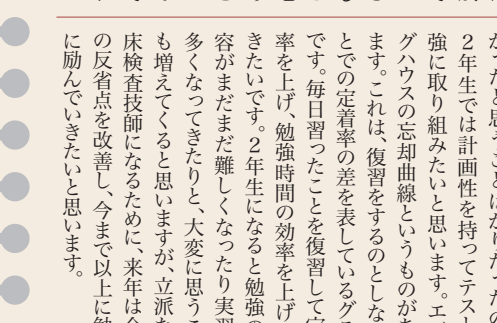 かったと思うことばかりだったの
2年生では計画性を持ってテスト
強に取り組みたいと思います。エビ
グハウスの忘却曲線というものがあ
ます。これは、復習をするのとしな
とでの定着率の差を表しているグラ
です。毎日習ったことを復習して定
率を上げ、勉強時間の効率を上げ
きたいです。2年生になると勉強の
容がまだまだ難しくなったり実習
多くなってきたりと、大変に思うこ
も増えてくると思いますが、立派な
床検査技師になるために、来年は今
の反省点を改善し、今まで以上に勉
に励んでいきたいと思います。